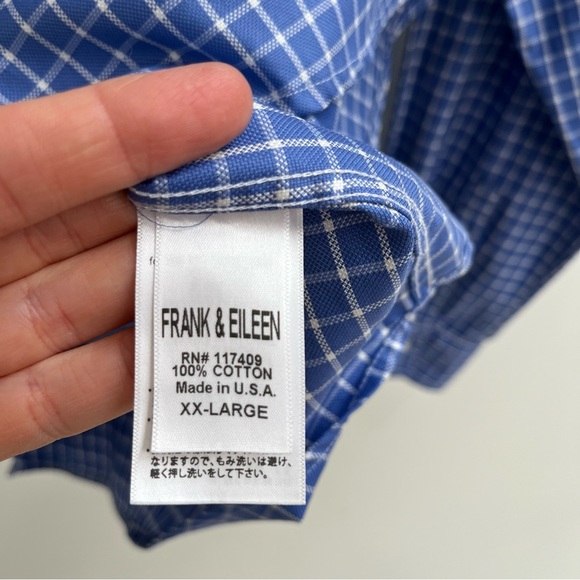 FRANK & EILEEN
RN# 117409
100% COTTON
Made in U.S.A.
XX-LARGE
なりますので、もみ洗いは避け、
軽く押し洗いをして下さい。